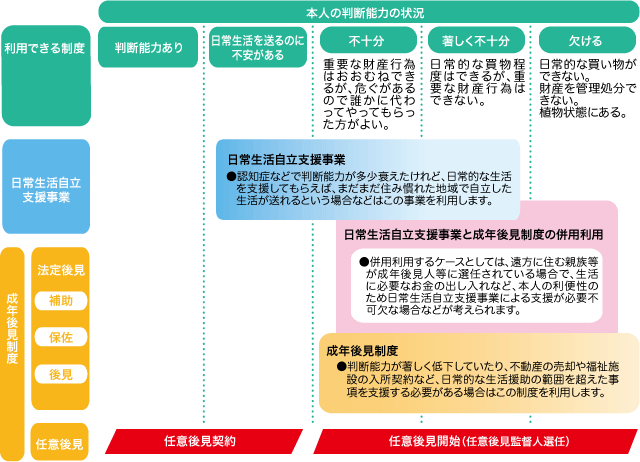 本人の判断能力の状況
利用できる制度
判断能力あり
日常生活を送るのに
不安がある
不十分
著しく不十分
欠ける
重要な財産行為
はおおむねでき
るが、危ぐがある
ので誰かに代わ
ってやってもらっ
た方がよい。
日常的な買物程
度はできるが、重
要な財産行為は
できない。
日常的な買い物が
できない。
財産を管理処分で
きない。
植物状態にある。
日常生活自立
支援事業
日常生活自立支援事業
●認知症などで判断能力が多少衰えたけれど、日常的な生活
を支援してもらえば、まだまだ住み慣れた地域で自立した
生活が送れるという場合などはこの事業を利用します。
日常生活自立支援事業と成年後見制度の併用利用
●併用利用するケースとしては、遠方に住む親族等
が成年後見人等に選任されている場合で、生活
に必要なお金の出し入れなど、本人の利便性の
ため日常生活自立支援事業による支援が必要不
可欠な場合などが考えられます。
成年後見制度
法定後見
補助
保佐
後見
成年後見制度
●判断能力が著しく低下していたり、不動産の売却や福祉施
設の入所契約など、日常的な生活援助の範囲を超えた事
項を支援する必要がある場合はこの制度を利用します。
任意後見
任意後見契約
任意後見開始(任意後見監督人選任)